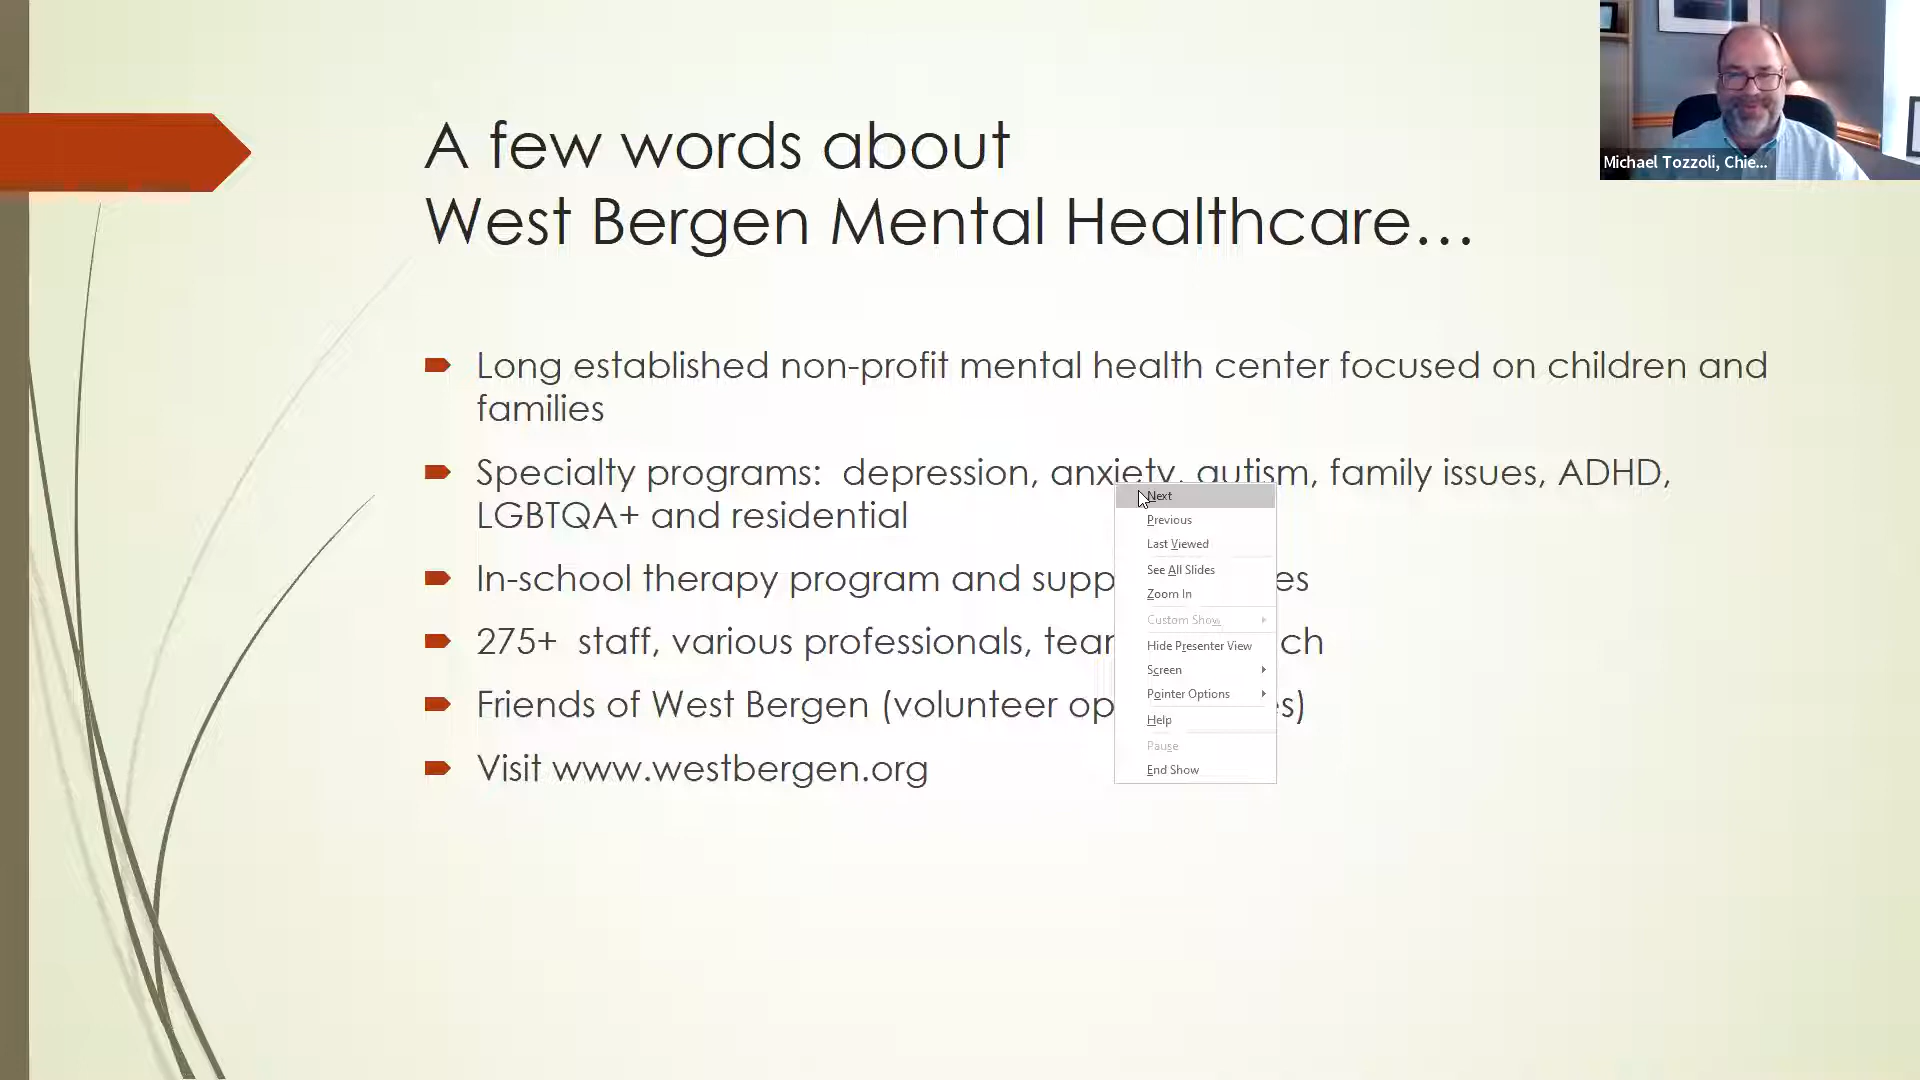 A few words about
West Bergen Mental Healthcare…
Michael Tozzoli, Chie...
Long established non-profit mental health center focused on children and
families
Specialty programs:  depression, anxiety, autism, family issues, ADHD,
LGBTQA+ and residential
In-school therapy program and supp es
275+  staff, various professionals, tea ch
Friends of West Bergen (volunteer op es)
Visit www.westbergen.org
Next
Previous
Last Viewed
See All Slides
Zoom In
Custom Show
Hide Presenter View
Screen
Pointer Options
Help
Pause
End Show